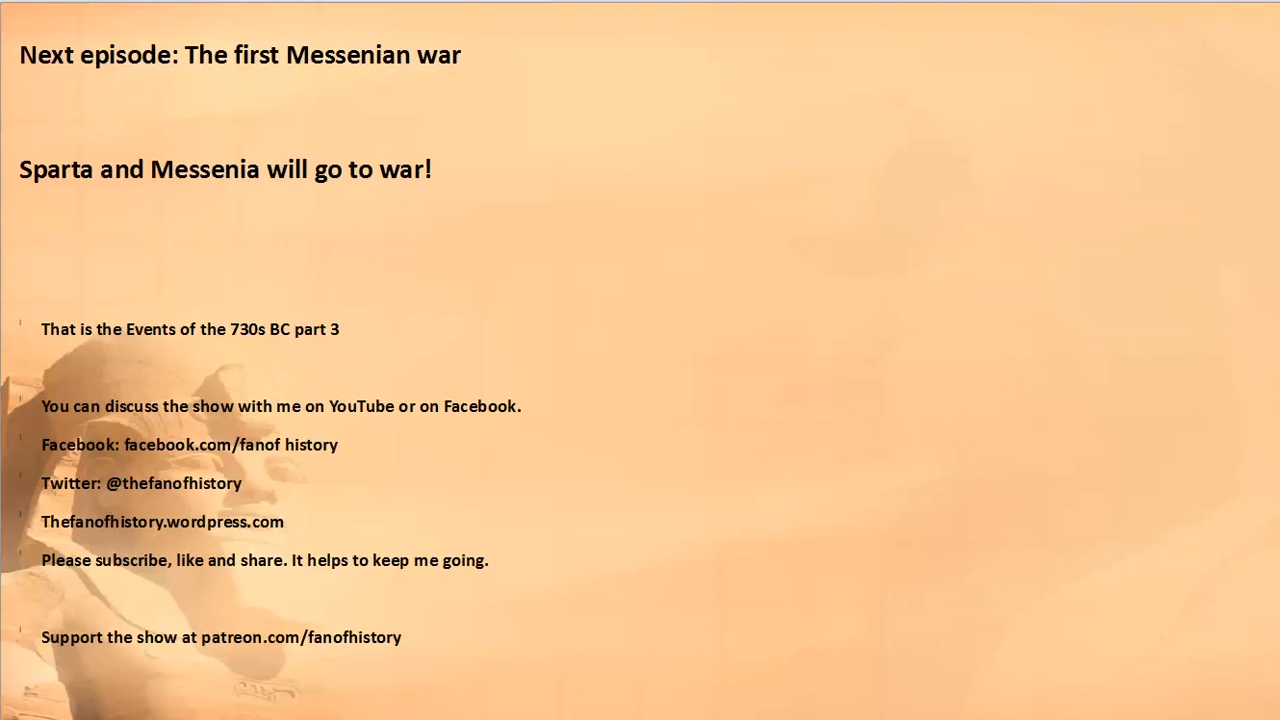 Next episode: The first Messenian war
Sparta and Messenia will go to war!
That is the Events of the 730s BC part 3
You can discuss the show with me on YouTube or on Facebook.
Facebook: facebook.com/fanof history
Twitter: @thefanofhistory
Thefanofhistory.wordpress.com
Please subscribe, like and share. It helps to keep me going.
Support the show at patreon.com/fanofhistory